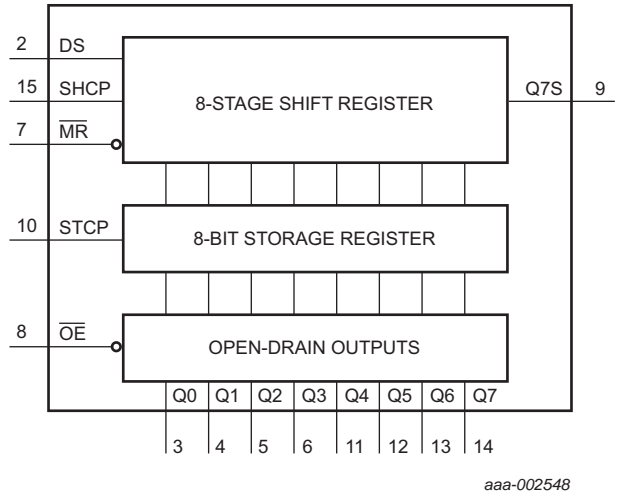 2 DS
15 SHCP
7 M̅R̅
8-STAGE SHIFT REGISTER
Q7S 9
10 STCP
8-BIT STORAGE REGISTER
8 O̅E̅
OPEN-DRAIN OUTPUTS
Q0 Q1 Q2 Q3 Q4 Q5 Q6 Q7
3 4 5 6 11 12 13 14
aaa-002548